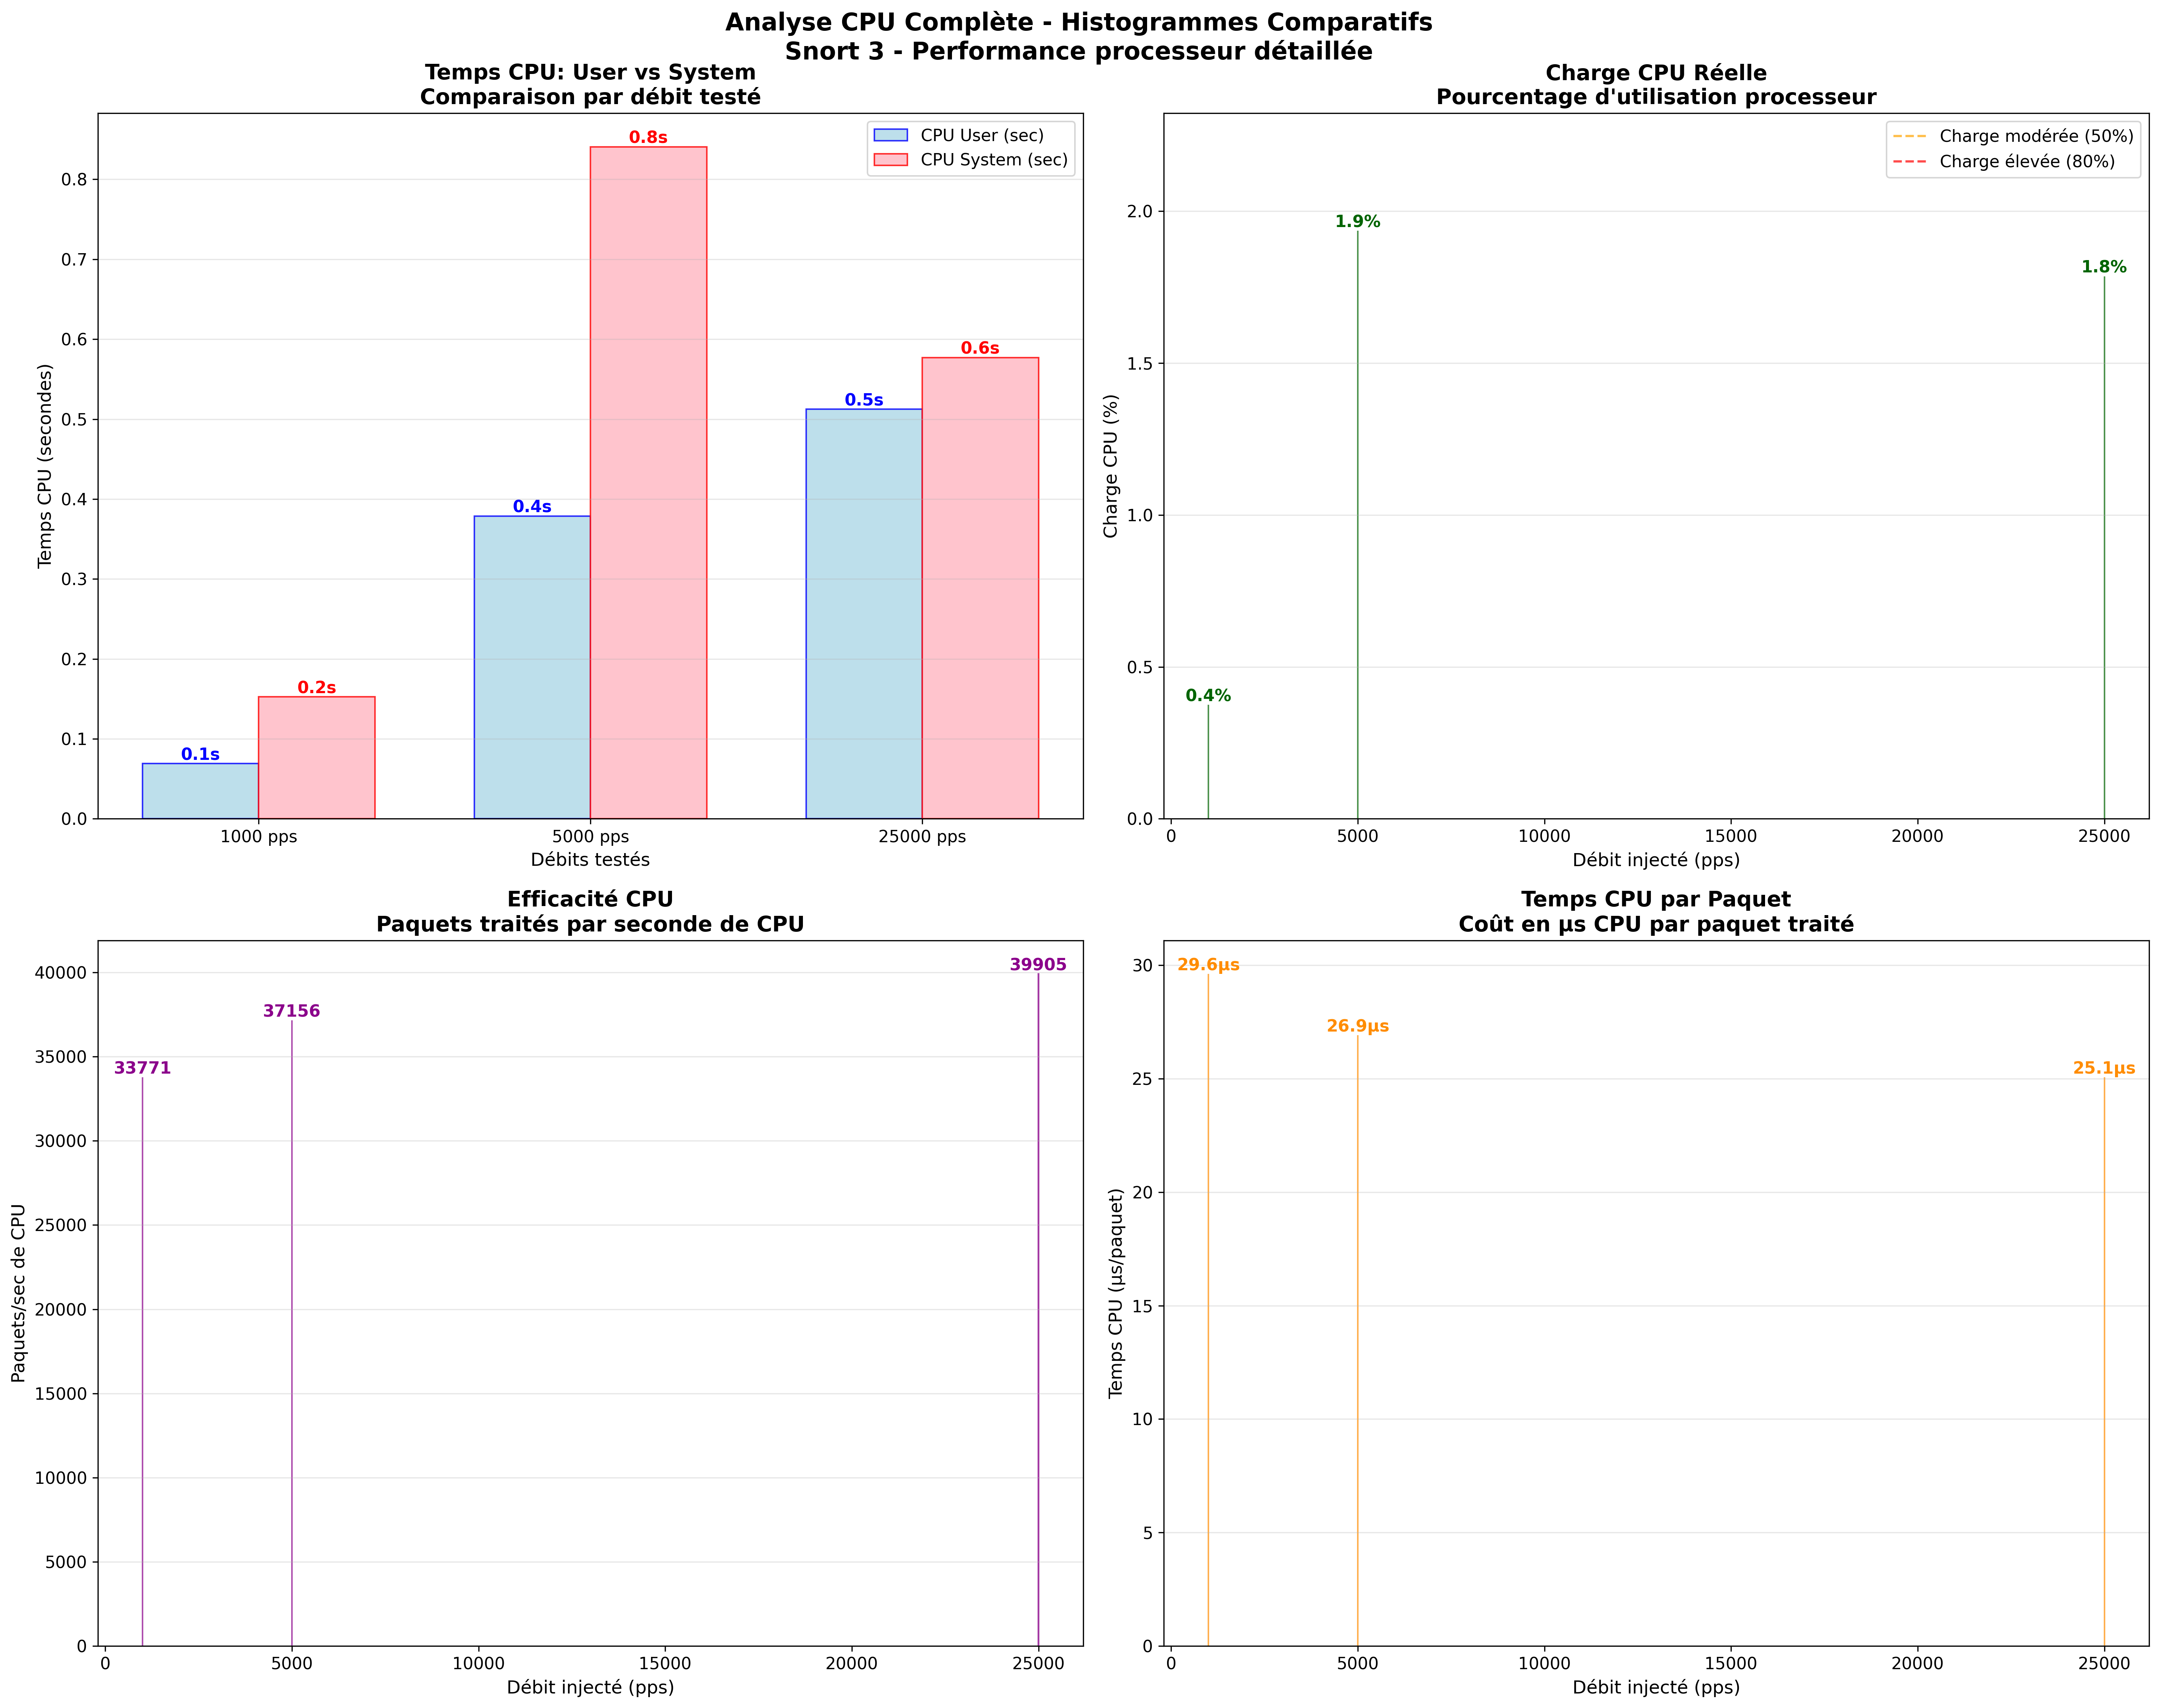 Analyse CPU Complète - Histogrammes Comparatifs
Snort 3 - Performance processeur détaillée
Temps CPU: User vs System
Comparaison par débit testé
CPU User (sec)
CPU System (sec)
0.8s
0.6s
0.5s
0.4s
0.2s
0.1s
0.8
0.7
0.6
0.5
0.4
0.3
0.2
0.1
0.0
Temps CPU (secondes)
1000 pps
5000 pps
25000 pps
Débits testés
Charge CPU Réelle
Pourcentage d'utilisation processeur
Charge modérée (50%)
Charge élevée (80%)
1.9%
1.8%
0.4%
2.0
1.5
1.0
0.5
0.0
Charge CPU (%)
0
5000
10000
15000
20000
25000
Débit injecté (pps)
Efficacité CPU
Paquets traités par seconde de CPU
39905
37156
33771
40000
35000
30000
25000
20000
15000
10000
5000
0
Paquets/sec de CPU
0
5000
10000
15000
20000
25000
Débit injecté (pps)
Temps CPU par Paquet
Coût en µs CPU par paquet traité
29.6µs
26.9µs
25.1µs
30
25
20
15
10
5
0
Temps CPU (µs/paquet)
0
5000
10000
15000
20000
25000
Débit injecté (pps)